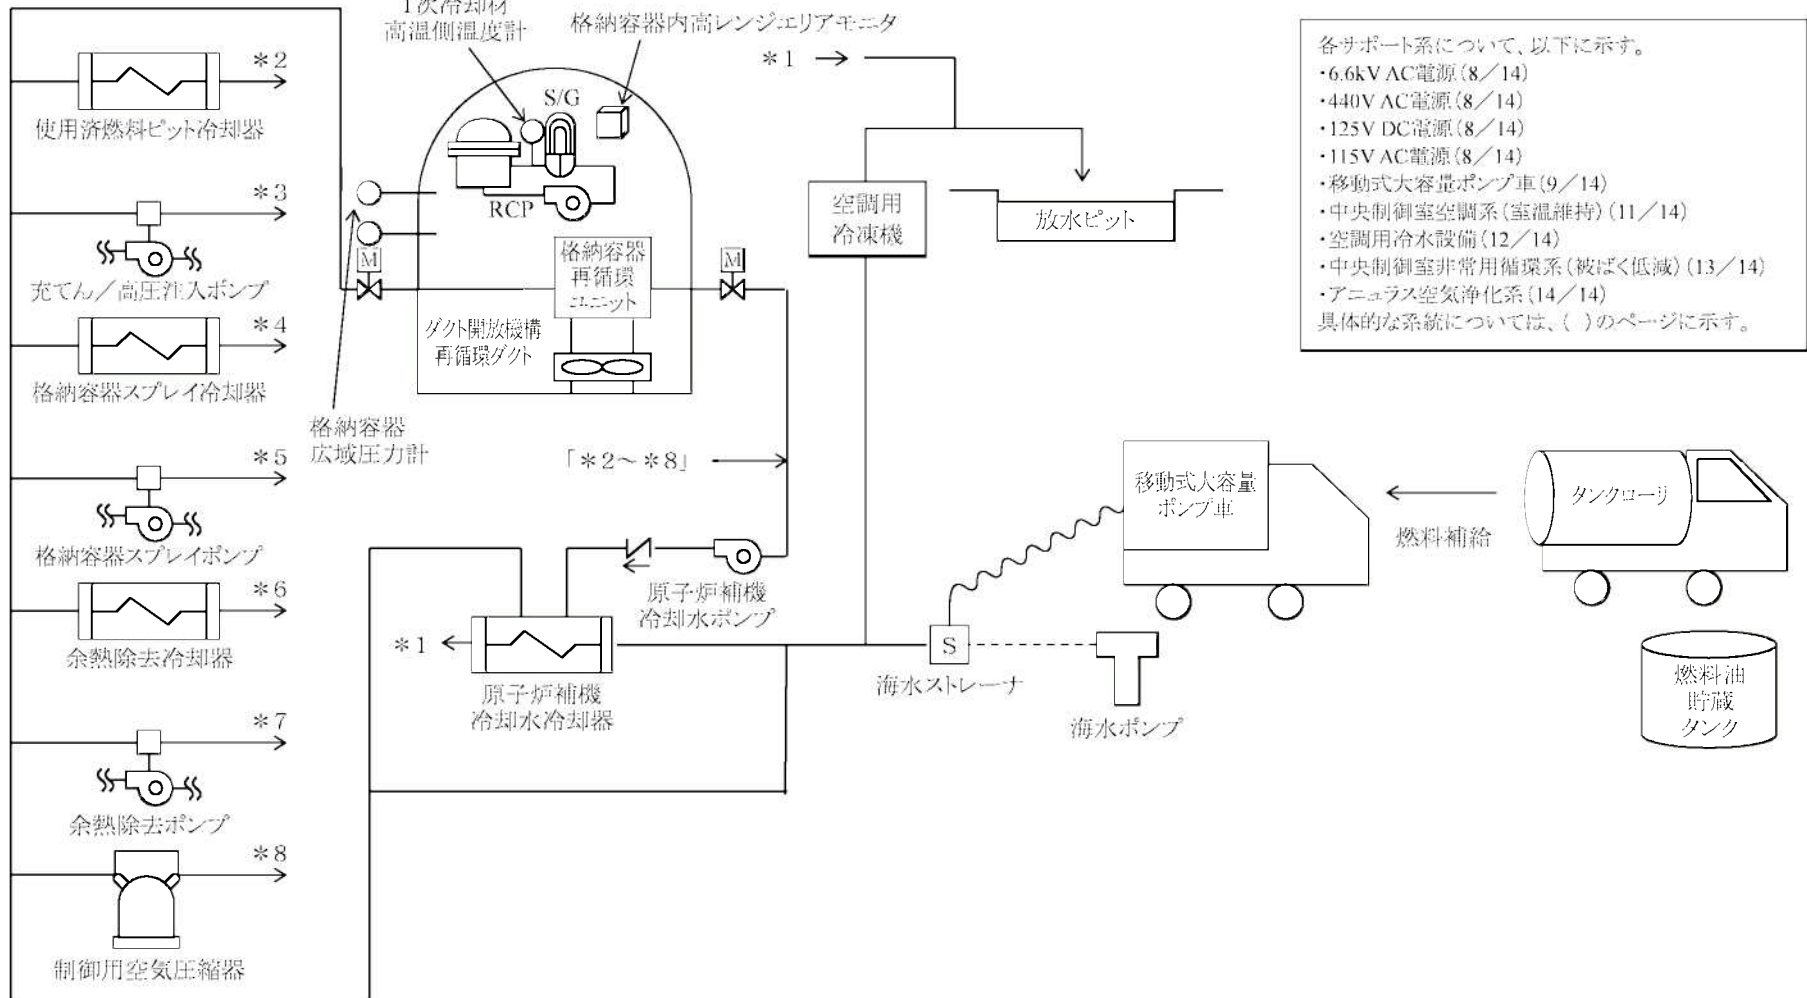 1次冷却材
高温側温度計
格納容器内高レンジエリアモニタ
*1
各サポート系について、以下に示す。
・6.6kV AC電源(8/14)
・440V AC電源(8/14)
・125V DC電源(8/14)
・115V AC電源(8/14)
・移動式大容量ポンプ車(9/14)
・中央制御室空調系(室温維持)(11/14)
・空調用冷水設備(12/14)
・中央制御室非常用循環系(被ばく低減)(13/14)
・アニュラス空気浄化系(14/14)
具体的な系統については、( )のページに示す。
*2
使用済燃料ピット冷却器
*3
充てん/高圧注入ポンプ
*4
格納容器スプレイ冷却器
*5
格納容器スプレイポンプ
*6
余熱除去冷却器
*7
余熱除去ポンプ
*8
制御用空気圧縮器
S/G
RCP
M
M
格納容器
再循環
ユニット
ダクト開放機構
再循環ダクト
格納容器
広域圧力計
「*2~*8」
空調用
冷凍機
放水ピット
原子炉補機
冷却水ポンプ
*1
原子炉補機
冷却水冷却器
S
海水ストレーナ
海水ポンプ
移動式大容量
ポンプ車
燃料補給
タンクローリ
燃料油
貯蔵
タンク